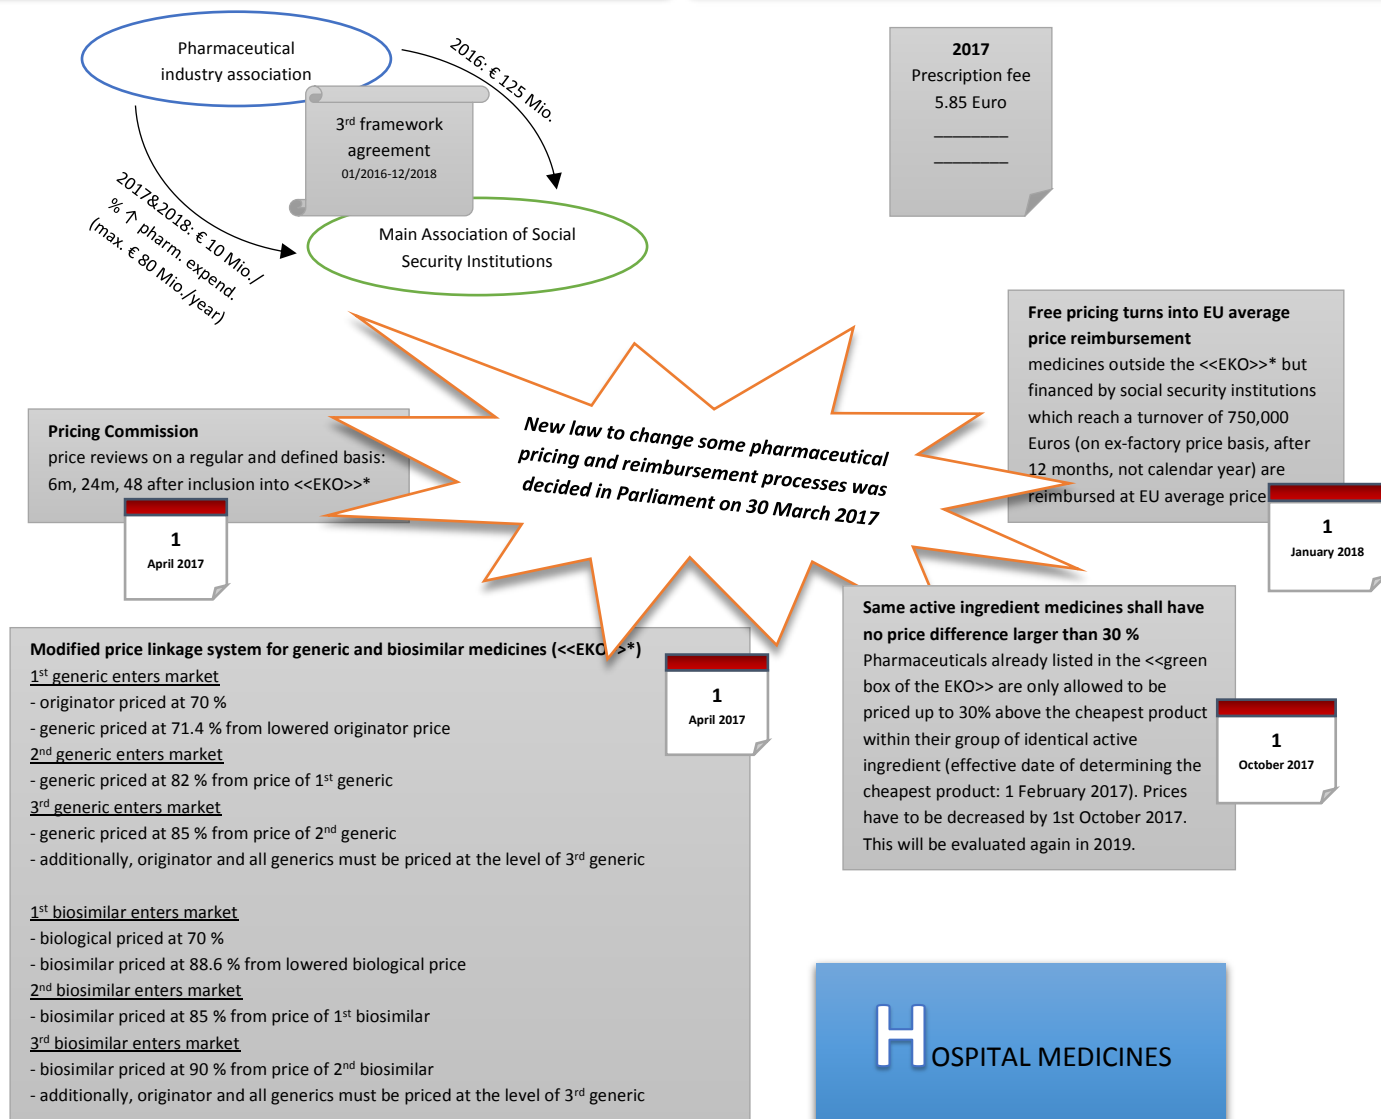 Pharmaceutical
industry association
2016: € 125 Mio.
3rd framework
agreement
01/2016-12/2018
2017&2018: € 10 Mio./
% ↑ pharm. expend.
(max. € 80 Mio./year)
Main Association of Social
Security Institutions
2017
Prescription fee
5.85 Euro
________
________
Free pricing turns into EU average
price reimbursement
medicines outside the <<EKO>>* but
financed by social security institutions
which reach a turnover of 750,000
Euros (on ex-factory price basis, after
12 months, not calendar year) are
reimbursed at EU average price
1
January 2018
New law to change some pharmaceutical
pricing and reimbursement processes was
decided in Parliament on 30 March 2017
Pricing Commission
price reviews on a regular and defined basis:
6m, 24m, 48 after inclusion into <<EKO>>*
1
April 2017
Modified price linkage system for generic and biosimilar medicines (<<EKO>>*)
1st generic enters market
- originator priced at 70 %
- generic priced at 71.4 % from lowered originator price
2nd generic enters market
- generic priced at 82 % from price of 1st generic
3rd generic enters market
- generic priced at 85 % from price of 2nd generic
- additionally, originator and all generics must be priced at the level of 3rd generic
1st biosimilar enters market
- biological priced at 70 %
- biosimilar priced at 88.6 % from lowered biological price
2nd biosimilar enters market
- biosimilar priced at 85 % from price of 1st biosimilar
3rd biosimilar enters market
- biosimilar priced at 90 % from price of 2nd biosimilar
- additionally, originator and all generics must be priced at the level of 3rd generic
1
April 2017
Same active ingredient medicines shall have
no price difference larger than 30 %
Pharmaceuticals already listed in the <<green
box of the EKO>> are only allowed to be
priced up to 30% above the cheapest product
within their group of identical active
ingredient (effective date of determining the
cheapest product: 1 February 2017). Prices
have to be decreased by 1st October 2017.
This will be evaluated again in 2019.
1
October 2017
HOSPITAL MEDICINES